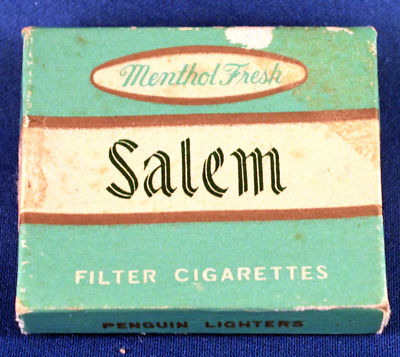 Menthol Fresh
Salem
FILTER CIGARETTES
PENGUIN LIGHTERS